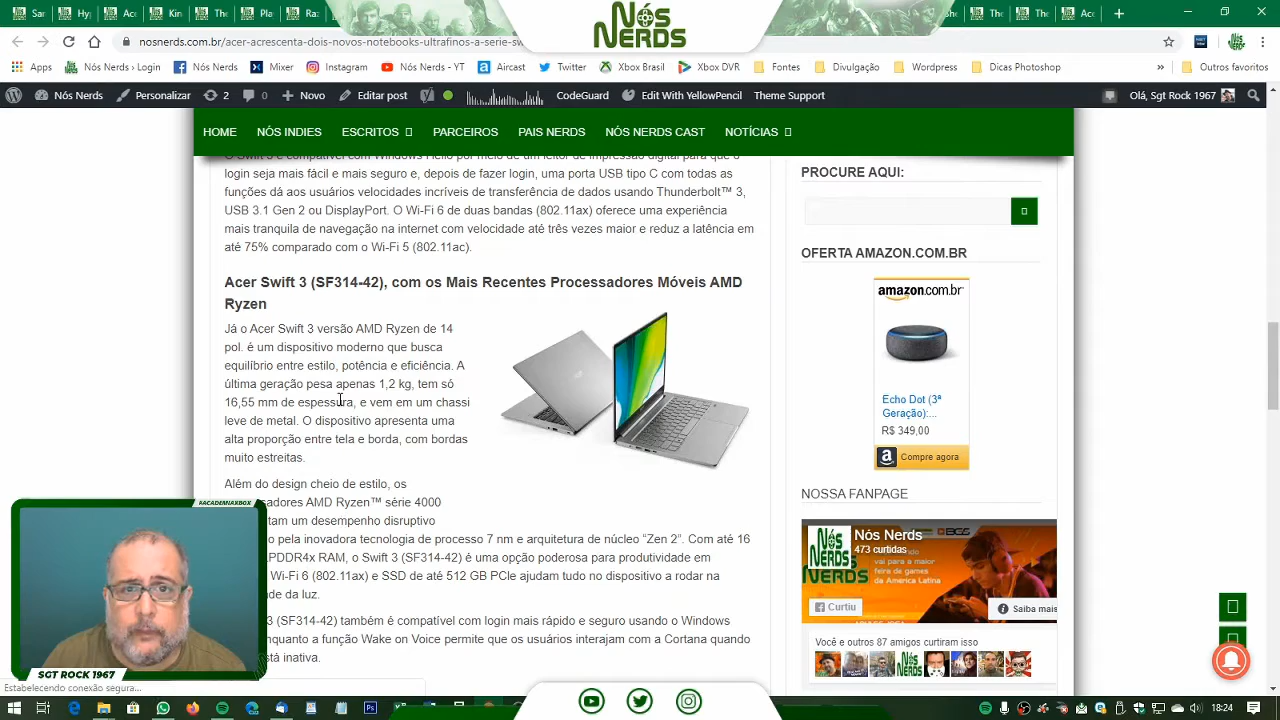 NÓS
NERDS
nosnerds.com.br/acer-acrescenta-dois-novos-notebooks-ultrafinos-a-serie-sw
Apps
Nós Nerds › Login
Nós Nerds
Mixer
Instagram
Nós Nerds - YT
Aircast
Twitter
Xbox Brasil
Xbox DVR
Fontes
Divulgação
Wordpress
Dicas Photoshop
»
Outros favoritos
Nós Nerds
Personalizar
2
0
Novo
Editar post
CodeGuard
Edit With YellowPencil
Theme Support
Olá, Sgt Rock 1967
HOME
NÓS INDIES
ESCRITOS
PARCEIROS
PAIS NERDS
NÓS NERDS CAST
NOTÍCIAS
O Swift 3 é compatível com Windows Hello por meio de um leitor de impressão digital para que o
login seja mais fácil e mais seguro e, depois de fazer login, uma porta USB tipo C com todas as
funções dá aos usuários velocidades incríveis de transferência de dados usando Thunderbolt™ 3,
USB 3.1 Gen 2 ou DisplayPort. O Wi-Fi 6 de duas bandas (802.11ax) oferece uma experiência
mais tranquila de navegação na internet com velocidade até três vezes maior e reduz a latência em
até 75% comparado com o Wi-Fi 5 (802.11ac).
Acer Swift 3 (SF314-42), com os Mais Recentes Processadores Móveis AMD
Ryzen
Já o Acer Swift 3 versão AMD Ryzen de 14
pol. é um dispositivo moderno que busca
equilíbrio entre estilo, potência e eficiência. A
última geração pesa apenas 1,2 kg, tem só
16,55 mm de espessura, e vem em um chassi
leve de metal. O dispositivo apresenta uma
alta proporção entre tela e borda, com bordas
muito estreitas.
Além do design cheio de estilo, os
sadores AMD Ryzen™ série 4000
tam um desempenho disruptivo
pela inovadora tecnologia de processo 7 nm e arquitetura de núcleo “Zen 2”. Com até 16
PDDR4x RAM, o Swift 3 (SF314-42) é uma opção poderosa para produtividade em
Wi-Fi 6 (802.11ax) e SSD de até 512 GB PCIe ajudam tudo no dispositivo a rodar na
de da luz.
3 (SF314-42) também é compatível com login mais rápido e seguro usando o Windows
nquanto a função Wake on Voice permite que os usuários interajam com a Cortana quando
stá inativa.
PROCURE AQUI:
OFERTA AMAZON.COM.BR
amazon.com.br
Echo Dot (3ª
Geração):...
R$ 349,00
Compre agora
NOSSA FANPAGE
NÓS
NERDS
Nós Nerds
473 curtidas
vai para a maior
feira de games
da América Latina
Curtiu
Saiba mais
Você e outros 87 amigos curtiram isso
#ACADEMIAXBOX
SGT ROCK 1967
Estabelecendo conexão segura...
18:24